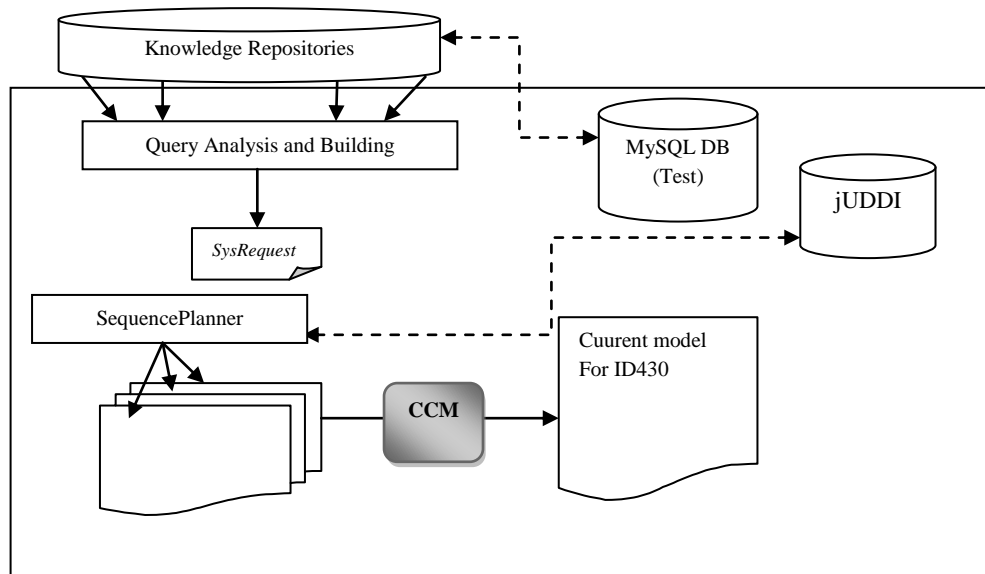 Knowledge Repositories
Query Analysis and Building
MySQL DB
(Test)
jUDDI
SysRequest
SequencePlanner
Cuurent model
For ID430
CCM